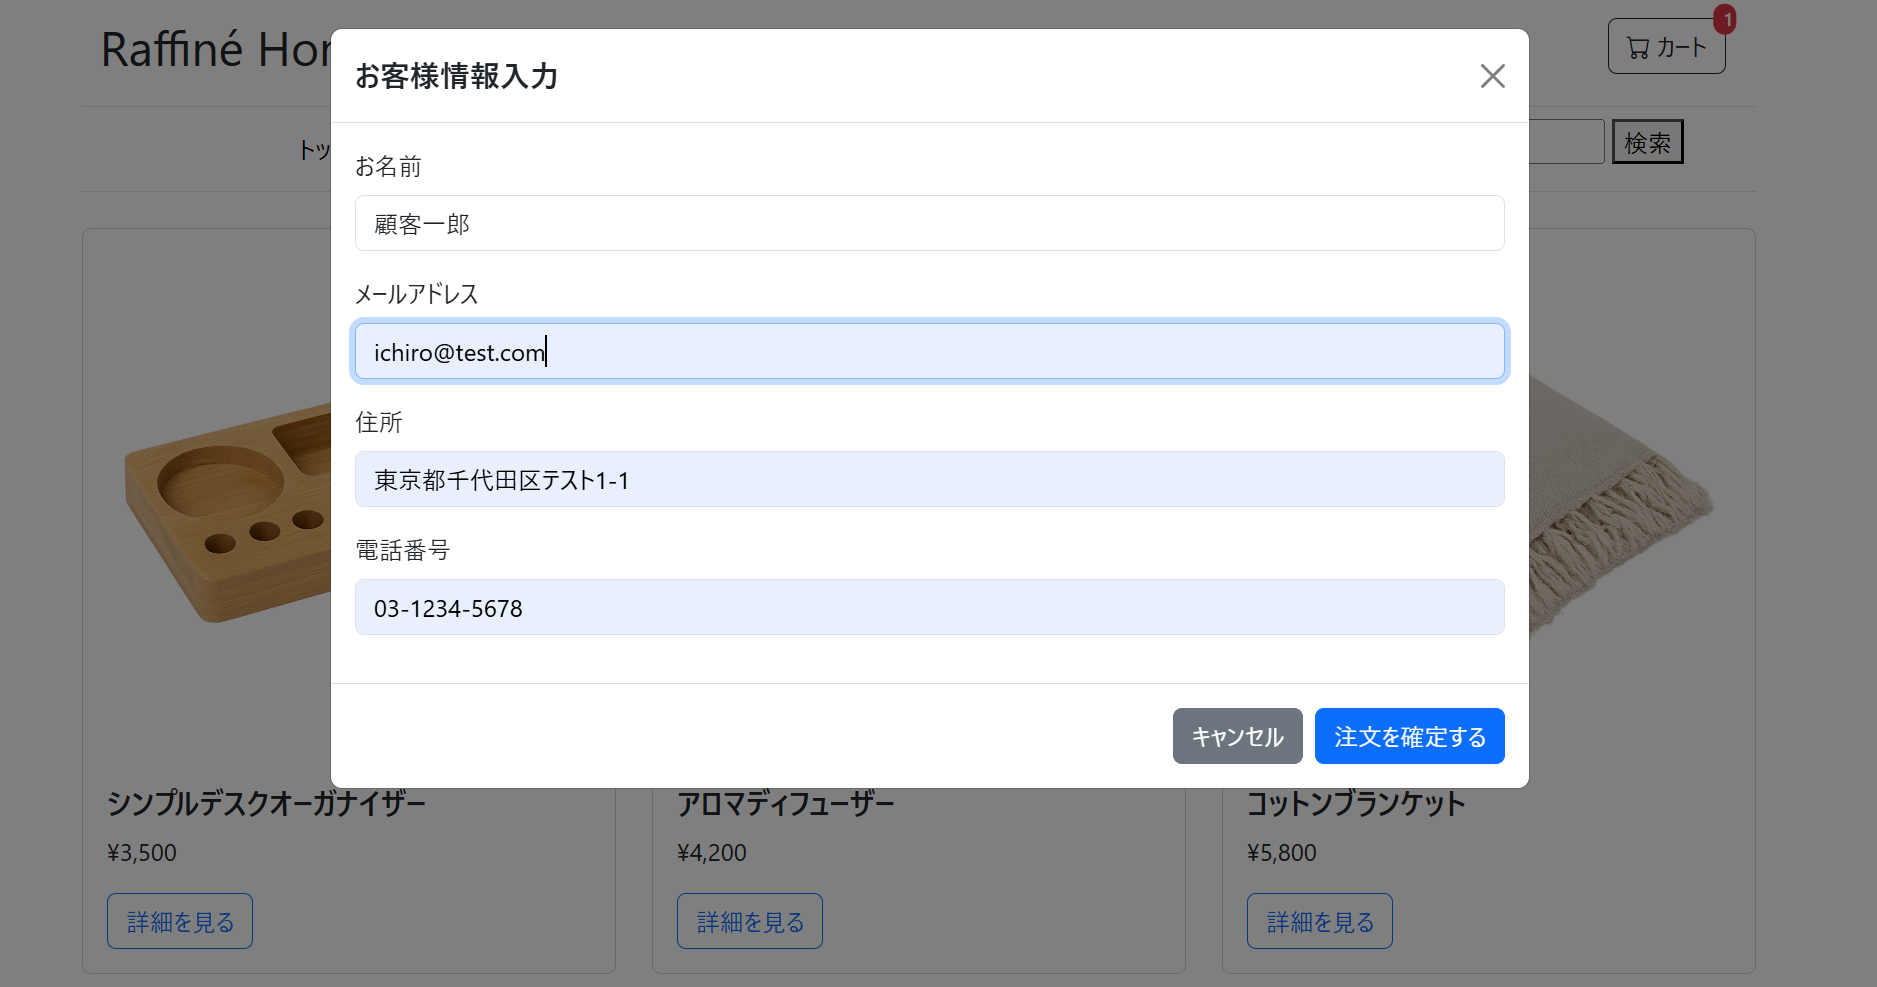 Raffiné Hor
カート
1
トッ
検索
お客様情報入力
お名前
顧客一郎
メールアドレス
ichiro@test.com
住所
東京都千代田区テスト1-1
電話番号
03-1234-5678
キャンセル
注文を確定する
シンプルデスクオーガナイザー
¥3,500
詳細を見る
アロマディフューザー
¥4,200
詳細を見る
コットンブランケット
¥5,800
詳細を見る